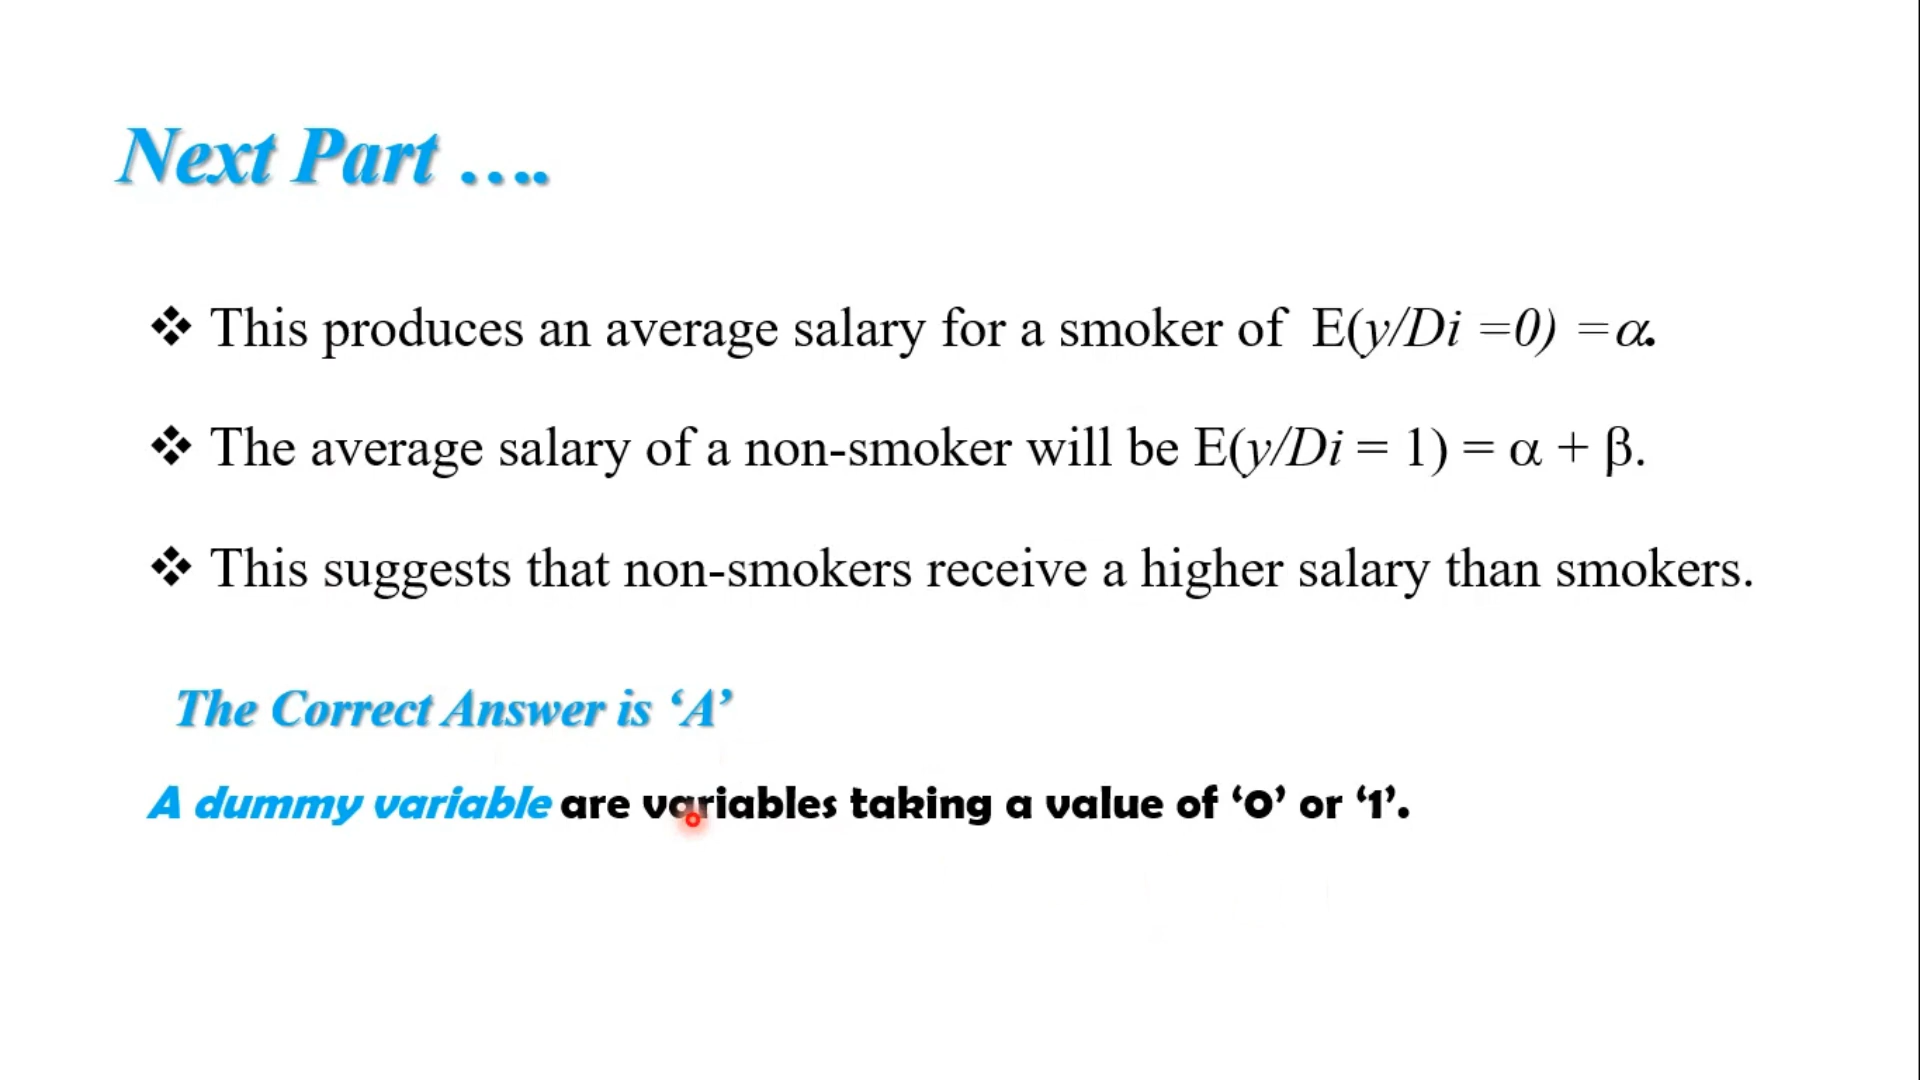 Next Part ....
❖ This produces an average salary for a smoker of E(y/Di =0) =α.
❖ The average salary of a non-smoker will be E(y/Di = 1) = α + β.
❖ This suggests that non-smokers receive a higher salary than smokers.
The Correct Answer is ‘A’
A dummy variable are variables taking a value of ‘0’ or ‘1’.